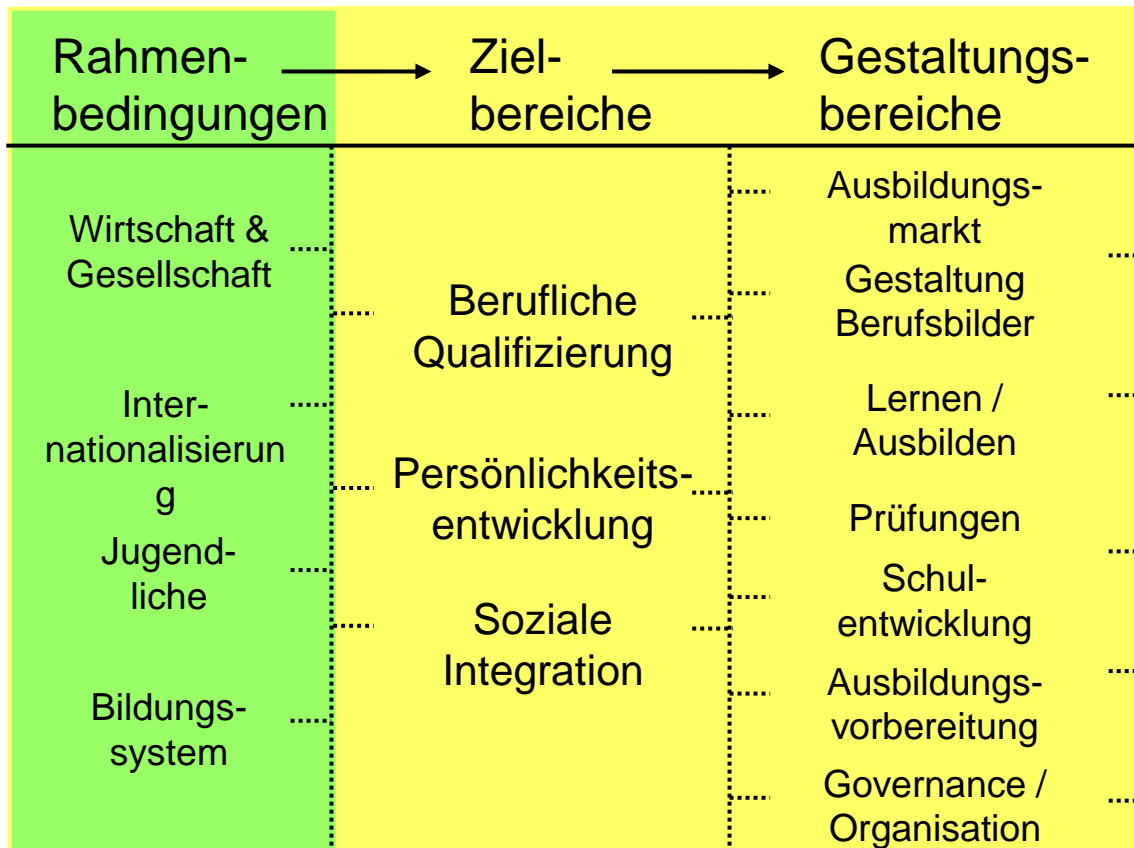 Rahmen-
bedingungen
Ziel-
bereiche
Gestaltungs-
bereiche
Wirtschaft &
Gesellschaft
Inter-
nationalisierun
g
Jugend-
liche
Bildungs-
system
Berufliche
Qualifizierung
Persönlichkeits-
entwicklung
Soziale
Integration
Ausbildungs-
markt
Gestaltung
Berufsbilder
Lernen /
Ausbilden
Prüfungen
Schul-
entwicklung
Ausbildungs-
vorbereitung
Governance /
Organisation